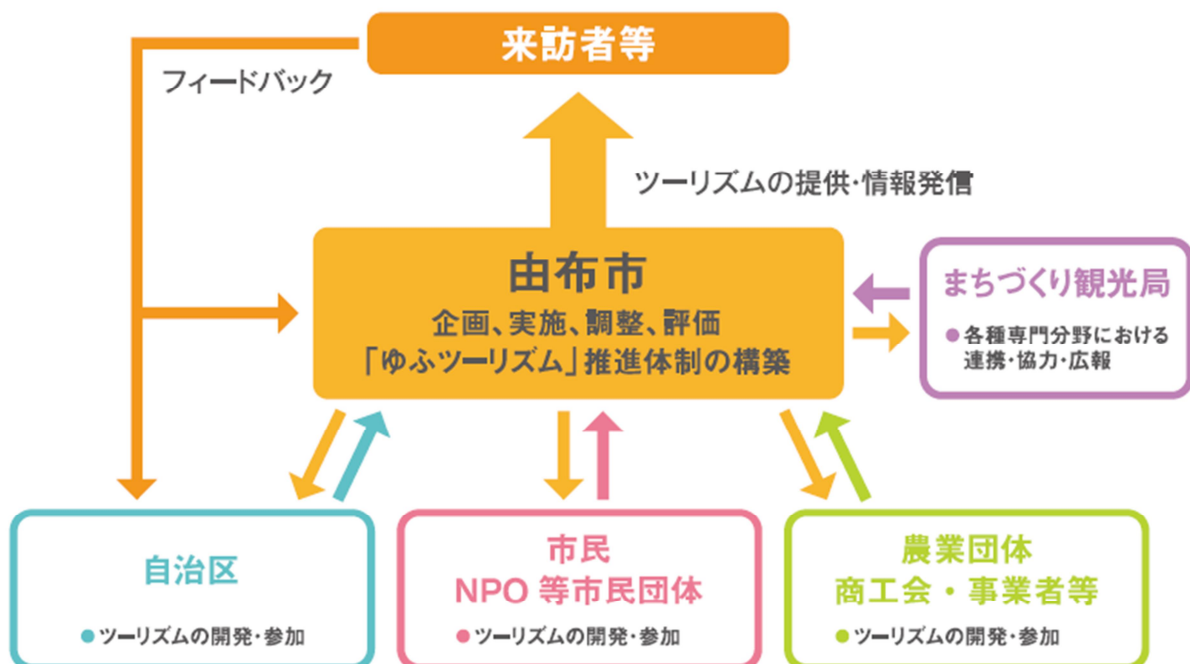 来訪者等
フィードバック
ツーリズムの提供・情報発信
由布市
企画、実施、調整、評価
「ゆふツーリズム」推進体制の構築
まちづくり観光局
●各種専門分野における
連携・協力・広報
自治区
●ツーリズムの開発・参加
市民
NPO 等市民団体
●ツーリズムの開発・参加
農業団体
商工会・事業者等
●ツーリズムの開発・参加